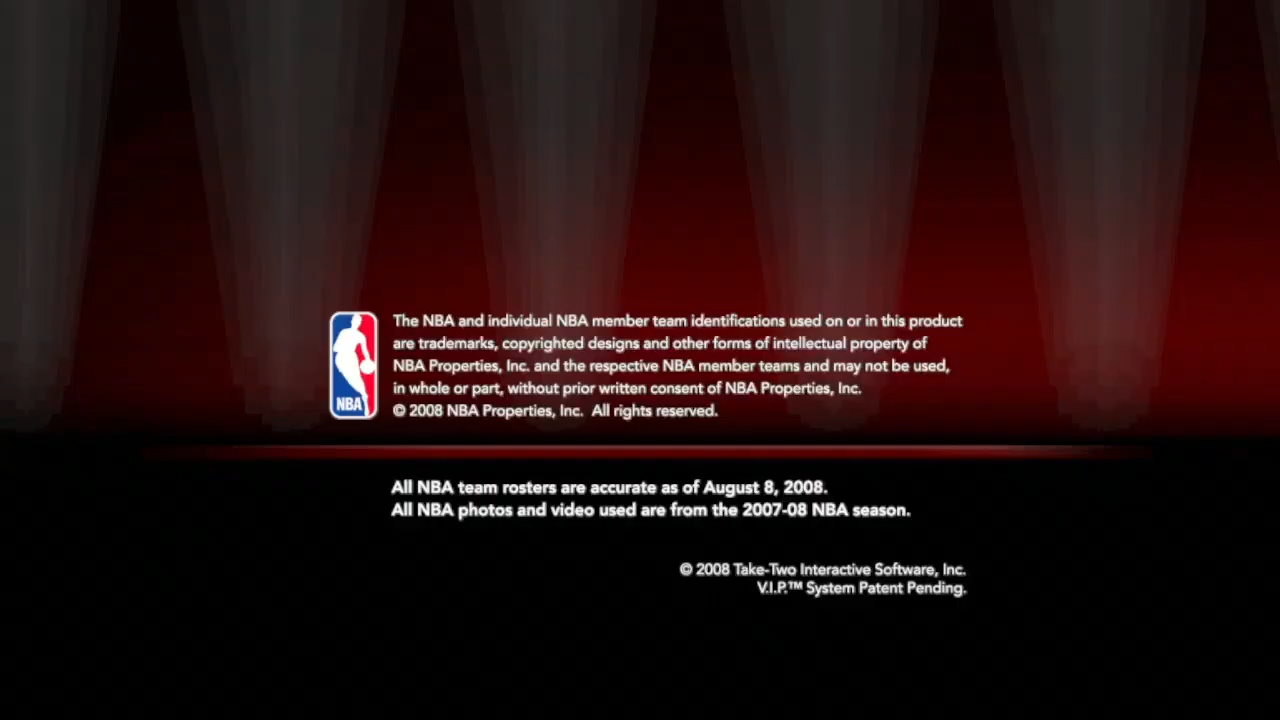 The NBA and individual NBA member team identifications used on or in this product
are trademarks, copyrighted designs and other forms of intellectual property of
NBA Properties, Inc. and the respective NBA member teams and may not be used,
in whole or part, without prior written consent of NBA Properties, Inc.
© 2008 NBA Properties, Inc.  All rights reserved.
NBA
All NBA team rosters are accurate as of August 8, 2008.
All NBA photos and video used are from the 2007-08 NBA season.
© 2008 Take-Two Interactive Software, Inc.
V.I.P.™ System Patent Pending.